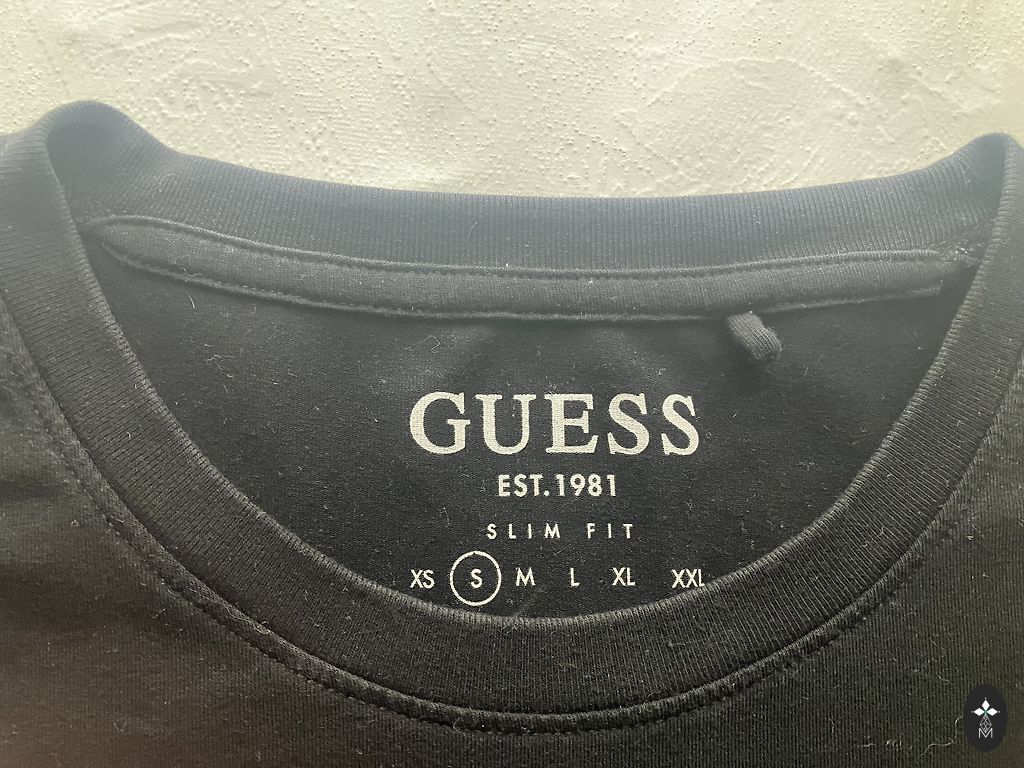 GUESS
EST.1981
SLIM FIT
XS S M L XL XXL
M